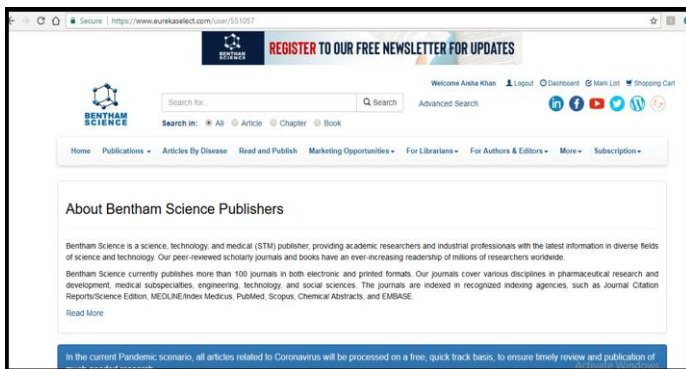 Secure | https://www.eurekaselect.com/user/551057
BENTHAM SCIENCE REGISTER TO OUR FREE NEWSLETTER FOR UPDATES
Welcome Aisha Khan Logout Dashboard Mark List Shopping Cart
BENTHAM
SCIENCE
Search for... Search Advanced Search
Search in: All Article Chapter Book
Home Publications Articles By Disease Read and Publish Marketing Opportunities For Librarians For Authors & Editors More Subscription
About Bentham Science Publishers
Bentham Science is a science, technology, and medical (STM) publisher, providing academic researchers and industrial professionals with the latest information in diverse fields
of science and technology. Our peer-reviewed scholarly journals and books have an ever-increasing readership of millions of researchers worldwide.
Bentham Science currently publishes more than 100 journals in both electronic and printed formats. Our journals cover various disciplines in pharmaceutical research and
development, medical subspecialties, engineering, technology, and social sciences. The journals are indexed in recognized indexing agencies, such as Journal Citation
Reports/Science Edition, MEDLINE/Index Medicus, PubMed, Scopus, Chemical Abstracts, and EMBASE.
Read More
In the current Pandemic scenario, all articles related to Coronavirus will be processed on a free, quick track basis, to ensure timely review and publication of
Activate Windows